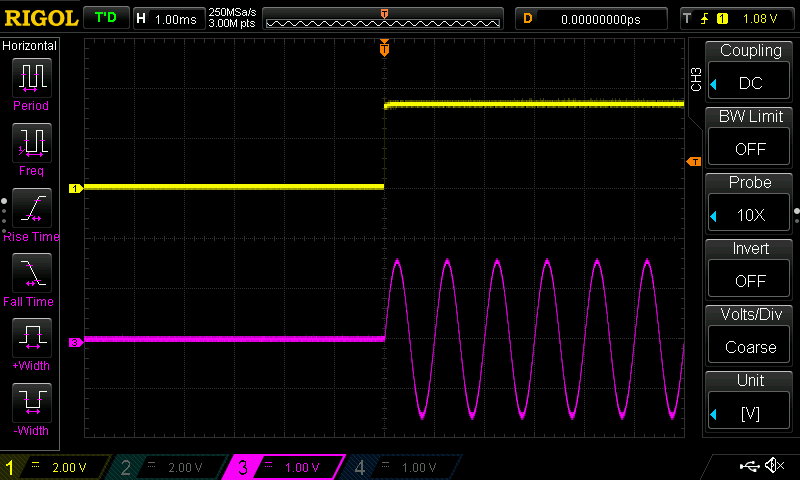 RIGOL T'D H 1.00ms 250MSa/s 3.00M pts T D 0.00000000ps T 1 1.08 V
Horizontal
Period
Freq
Rise Time
Fall Time
+Width
-Width
T
1
T
3
CH3
Coupling
DC
BW Limit
OFF
Probe
10X
Invert
OFF
Volts/Div
Coarse
Unit
[V]
1 2.00 V 2 2.00 V 3 1.00 V 4 1.00 V